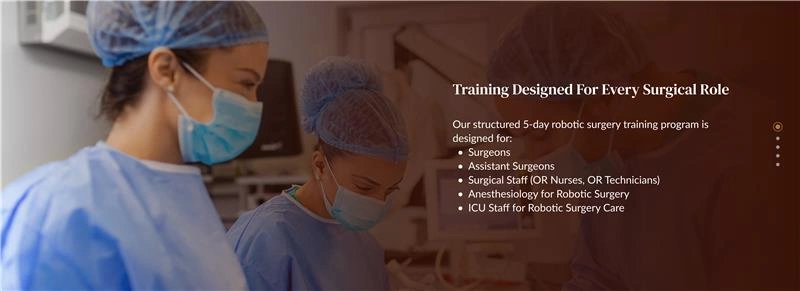 Training Designed For Every Surgical Role
Our structured 5-day robotic surgery training program is
designed for:
• Surgeons
• Assistant Surgeons
• Surgical Staff (OR Nurses, OR Technicians)
• Anesthesiology for Robotic Surgery
• ICU Staff for Robotic Surgery Care